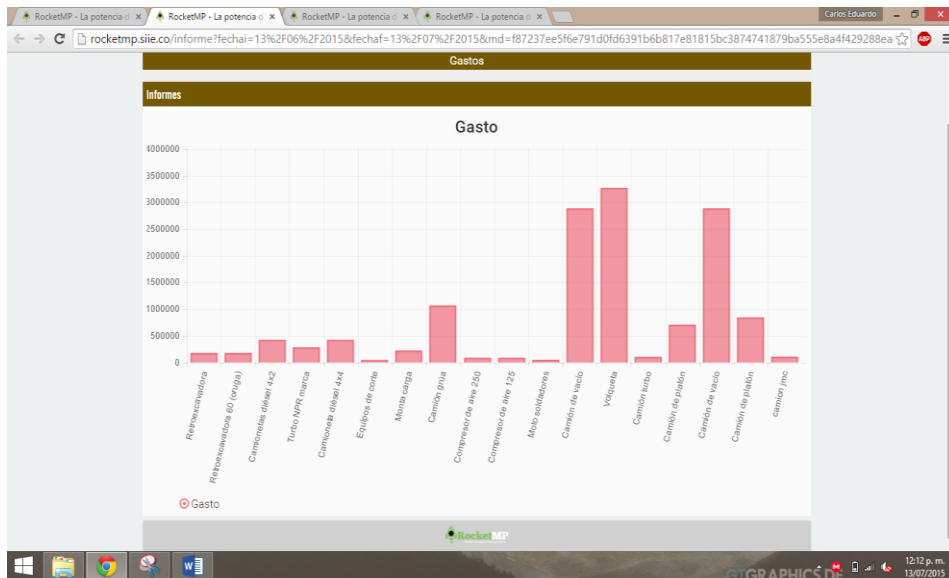 RocketMP - La potencia d
RocketMP - La potencia d
RocketMP - La potencia d
RocketMP - La potencia d
Carlos Eduardo
rocketmp.siie.co/informe?fechai=13%2F06%2F2015&fechaf=13%2F07%2F2015&md=f87237ee5f6e791d0fd6391b6b817e81815bc3874741879ba555e8a4f429288ea
ABP
Gastos
Informes
Gasto
4000000
3500000
3000000
2500000
2000000
1500000
1000000
500000
0
Retroexcavadora
Retroexcavadora 60 (oruga)
Camionetas diésel 4x2
Turbo NPR marca
Camioneta diésel 4x4
Equipos de corte
Monta carga
Camión grúa
Compresor de aire 250
Compresor de aire 125
Moto soldadores
Camión de vacío
Volqueta
Camión turbo
Camión de platón
Camión de vacío
Camión de platón
camion jmc
Gasto
RocketMP
GTGRAPHICS.DE
12:12 p. m.
13/07/2015